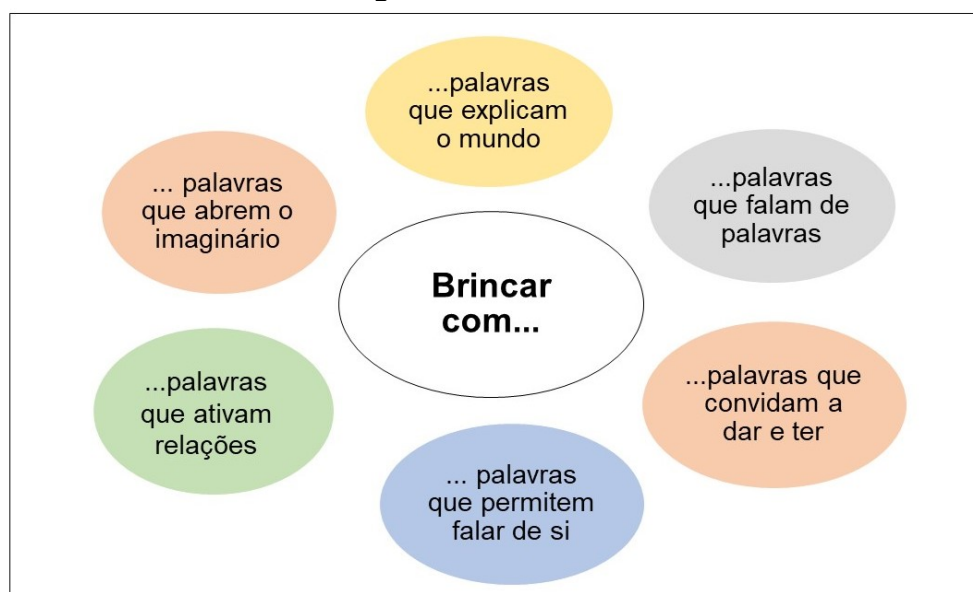 ...palavras
que explicam
o mundo
... palavras
que abrem o
imaginário
...palavras
que falam de
palavras
Brincar
com...
...palavras
que ativam
relações
...palavras que
convidam a
dar e ter
... palavras
que permitem
falar de si